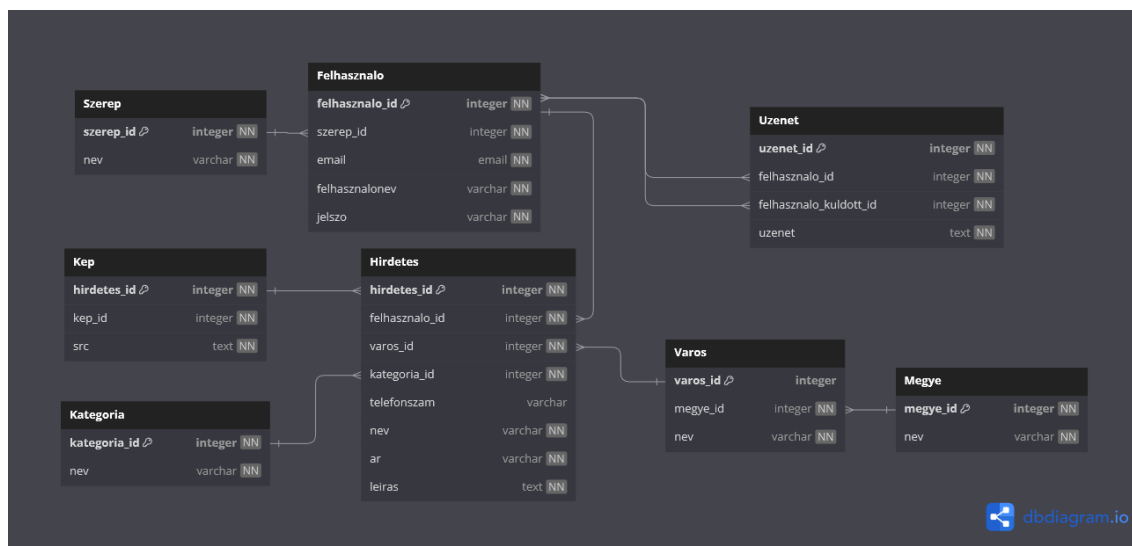 Szerep
szerep_id integer NN
nev varchar NN
Felhasznalo
felhasznalo_id integer NN
szerep_id integer NN
email email NN
felhasznalonev varchar NN
jelszo varchar NN
Uzenet
uzenet_id integer NN
felhasznalo_id integer NN
felhasznalo_kuldott_id integer NN
uzenet text NN
Kep
hirdetes_id integer NN
kep_id integer NN
src text NN
Hirdetes
hirdetes_id integer NN
felhasznalo_id integer NN
varos_id integer NN
kategoria_id integer NN
telefonszam varchar
nev varchar NN
ar varchar NN
leiras text NN
Kategoria
kategoria_id integer NN
nev varchar NN
Varos
varos_id integer
megye_id integer NN
nev varchar NN
Megye
megye_id integer NN
nev varchar NN
dbdiagram.io